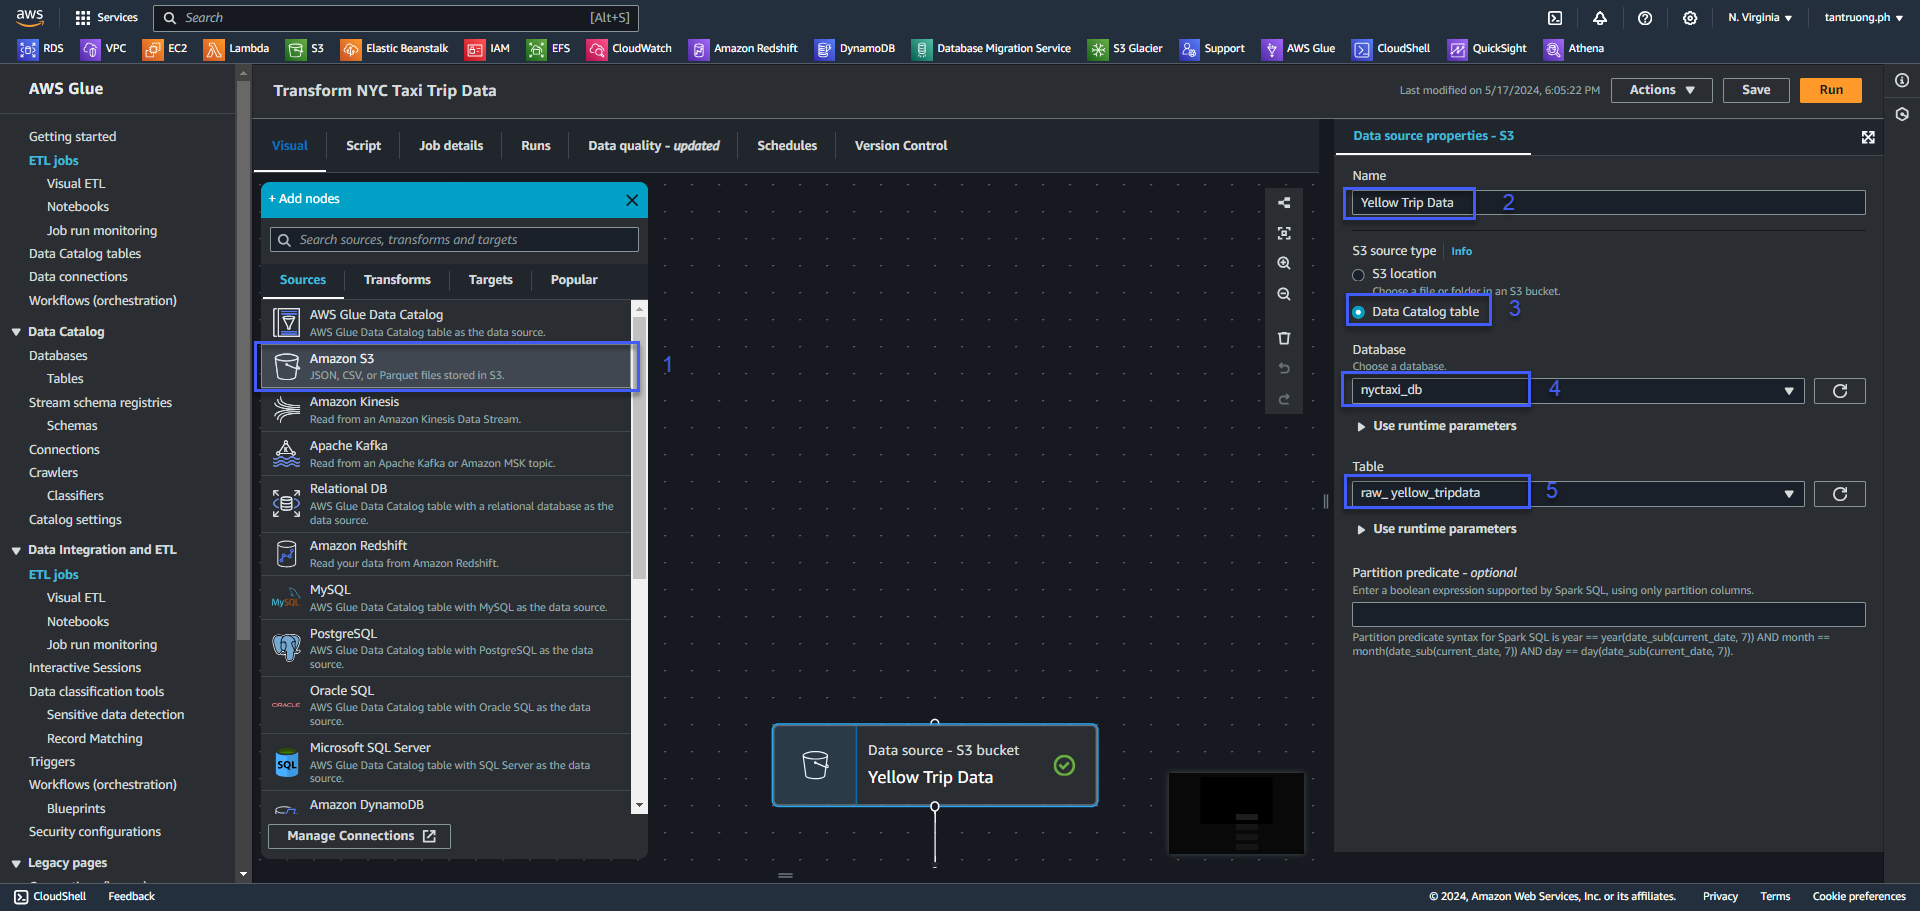 aws
Services
Search
[Alt+S]
N. Virginia
tantruong.ph
RDS
VPC
EC2
Lambda
S3
Elastic Beanstalk
IAM
EFS
CloudWatch
Amazon Redshift
DynamoDB
Database Migration Service
S3 Glacier
Support
AWS Glue
CloudShell
QuickSight
Athena
AWS Glue
Getting started
ETL jobs
Visual ETL
Notebooks
Job run monitoring
Data Catalog tables
Data connections
Workflows (orchestration)
Data Catalog
Databases
Tables
Stream schema registries
Schemas
Connections
Crawlers
Classifiers
Catalog settings
Data Integration and ETL
ETL jobs
Visual ETL
Notebooks
Job run monitoring
Interactive Sessions
Data classification tools
Sensitive data detection
Record Matching
Triggers
Workflows (orchestration)
Blueprints
Security configurations
Legacy pages
Transform NYC Taxi Trip Data
Last modified on 5/17/2024, 6:05:22 PM
Actions
Save
Run
Visual
Script
Job details
Runs
Data quality - updated
Schedules
Version Control
+ Add nodes
Search sources, transforms and targets
Sources
Transforms
Targets
Popular
AWS Glue Data Catalog
AWS Glue Data Catalog table as the data source.
Amazon S3
JSON, CSV, or Parquet files stored in S3.
1
Amazon Kinesis
Read from an Amazon Kinesis Data Stream.
Apache Kafka
Read from an Apache Kafka or Amazon MSK topic.
Relational DB
AWS Glue Data Catalog table with a relational database as the
data source.
Amazon Redshift
Read your data from Amazon Redshift.
MySQL
MySQL
AWS Glue Data Catalog table with MySQL as the data source.
PostgreSQL
AWS Glue Data Catalog table with PostgreSQL as the data
source.
ORACLE
Oracle SQL
AWS Glue Data Catalog table with Oracle SQL as the data
source.
SQL
Microsoft SQL Server
AWS Glue Data Catalog table with SQL Server as the data
source.
Amazon DynamoDB
Manage Connections
Data source - S3 bucket
Yellow Trip Data
Data source properties - S3
Name
Yellow Trip Data
2
S3 source type
Info
S3 location
Choose a file or folder in an S3 bucket.
Data Catalog table
3
Database
Choose a database.
nyctaxi_db
4
Use runtime parameters
Table
raw_ yellow_tripdata
5
Use runtime parameters
Partition predicate - optional
Enter a boolean expression supported by Spark SQL, using only partition columns.
Partition predicate syntax for Spark SQL is year == year(date_sub(current_date, 7)) AND month ==
month(date_sub(current_date, 7)) AND day == day(date_sub(current_date, 7)).
CloudShell
Feedback
© 2024, Amazon Web Services, Inc. or its affiliates.
Privacy
Terms
Cookie preferences